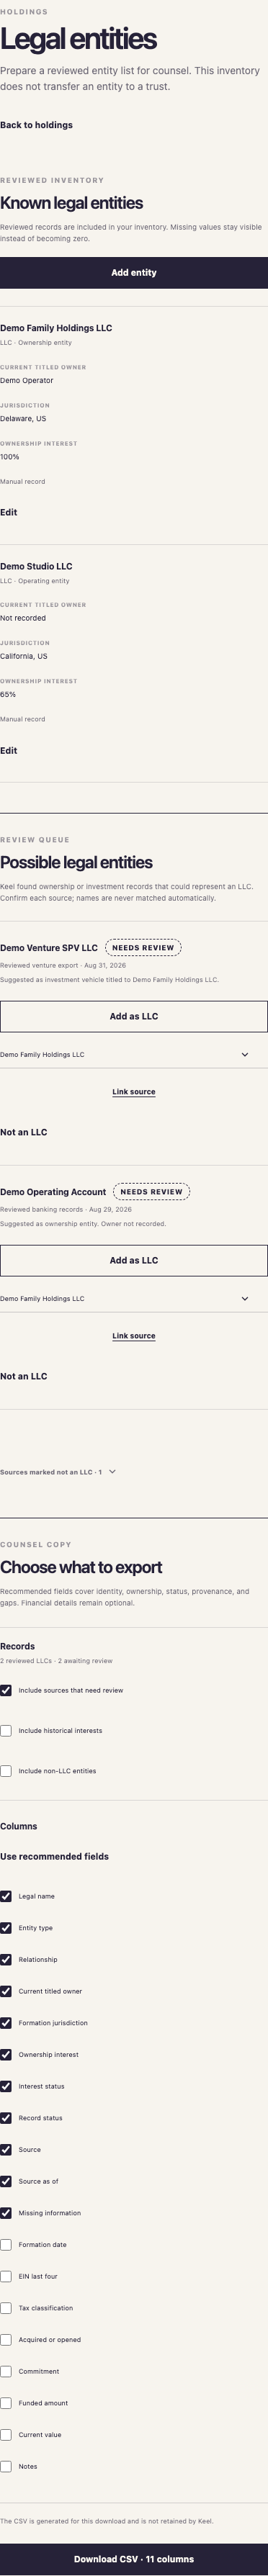 HOLDINGS
Legal entities
Prepare a reviewed entity list for counsel. This inventory
does not transfer an entity to a trust.
Back to holdings
REVIEWED INVENTORY
Known legal entities
Reviewed records are included in your inventory. Missing values stay visible
instead of becoming zero.
Add entity
Demo Family Holdings LLC
LLC · Ownership entity
CURRENT TITLED OWNER
Demo Operator
JURISDICTION
Delaware, US
OWNERSHIP INTEREST
100%
Manual record
Edit
Demo Studio LLC
LLC · Operating entity
CURRENT TITLED OWNER
Not recorded
JURISDICTION
California, US
OWNERSHIP INTEREST
65%
Manual record
Edit
REVIEW QUEUE
Possible legal entities
Keel found ownership or investment records that could represent an LLC.
Confirm each source; names are never matched automatically.
Demo Venture SPV LLC NEEDS REVIEW
Reviewed venture export · Aug 31, 2026
Suggested as investment vehicle titled to Demo Family Holdings LLC.
Add as LLC
Demo Family Holdings LLC
Link source
Not an LLC
Demo Operating Account NEEDS REVIEW
Reviewed banking records · Aug 29, 2026
Suggested as ownership entity. Owner not recorded.
Add as LLC
Demo Family Holdings LLC
Link source
Not an LLC
Sources marked not an LLC · 1
COUNSEL COPY
Choose what to export
Recommended fields cover identity, ownership, status, provenance, and
gaps. Financial details remain optional.
Records
2 reviewed LLCs · 2 awaiting review
Include sources that need review
Include historical interests
Include non-LLC entities
Columns
Use recommended fields
Legal name
Entity type
Relationship
Current titled owner
Formation jurisdiction
Ownership interest
Interest status
Record status
Source
Source as of
Missing information
Formation date
EIN last four
Tax classification
Acquired or opened
Commitment
Funded amount
Current value
Notes
The CSV is generated for this download and is not retained by Keel.
Download CSV · 11 columns